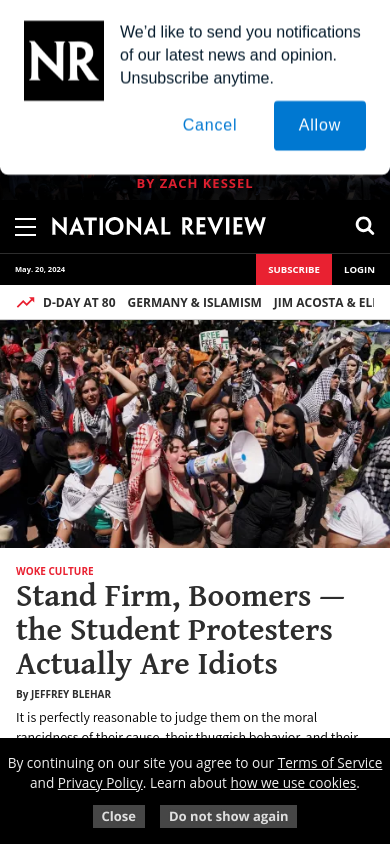 We'd like to send you notifications
of our latest news and opinion.
Unsubscribe anytime.
NR
Cancel
Allow
BY ZACH KESSEL
NATIONAL REVIEW
May. 20, 2024
SUBSCRIBE
LOGIN
D-DAY AT 80 GERMANY & ISLAMISM JIM ACOSTA &
FREE
WOKE CULTURE
Stand Firm, Boomers —
the Student Protesters
Actually Are Idiots
By JEFFREY BLEHAR
It is perfectly reasonable to judge them on the moral
rancidness of their cause, their thuggish behavior, and their
By continuing on our site you agree to our Terms of Service
and Privacy Policy. Learn about how we use cookies.
Close
Do not show again